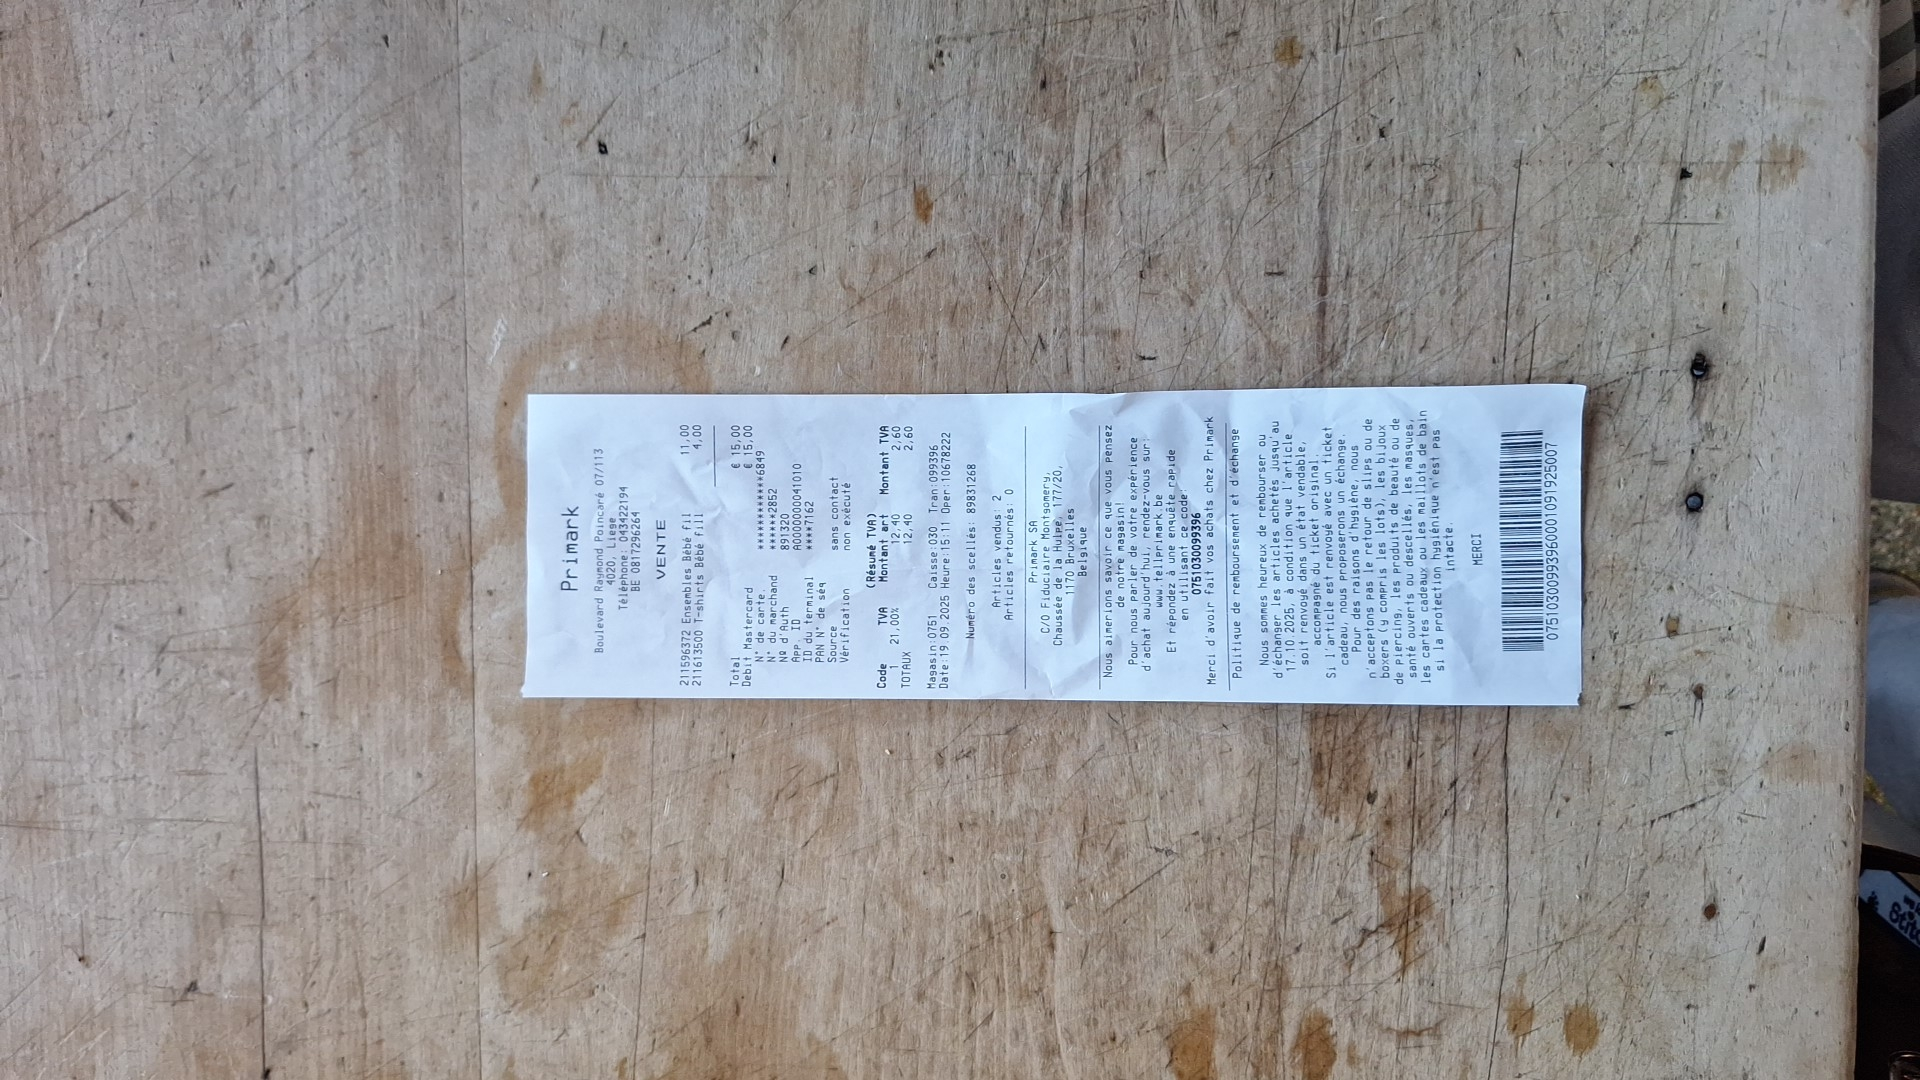 Primark
Boulevard Raymond Poincaré 07/113
4020, Liege
Téléphone: 043422194
BE 0817296264
VENTE
211596372 Ensembles Bébé fil 11,00
211613500 T-shirts Bébé fill 4,00
Total € 15,00
Debit Mastercard € 15,00
N° de carte. ************6849
N° du marchand ******2852
Nº d'Auth 891320
App. ID A0000000041010
ID du terminal ****7162
PAN N° de séq
Source sans contact
Vérification non exécuté
(Résumé TVA)
Code TVA Montant net Montant TVA
1 21,00% 12,40 2,60
TOTAUX 12,40 2,60
Magasin:0751 Caisse:030 Tran:099396
Date:19.09.2025 Heure:15:11 Oper:10678222
Numéro des scellés: 89831268
Articles vendus: 2
Articles retournés: 0
Primark SA
C/O Fiduciaire Montgomery,
Chaussée de la Hulpe, 177/20,
1170 Bruxelles
Belgique
Nous aimerions savoir ce que vous pensez
de notre magasin
Pour nous parler de votre expérience
d'achat aujourd'hui, rendez-vous sur:
www.tellprimark.be
Et répondez à une enquête rapide
en utilisant ce code:
0751030099396
Merci d'avoir fait vos achats chez Primark
Politique de remboursement et d'échange
Nous sommes heureux de rembourser ou
d'échanger les articles achetés jusqu'au
17.10.2025, à condition que l'article
soit renvoyé dans un état vendable,
accompagné du ticket original.
Si l'article est renvoyé avec un ticket
cadeau, nous proposerons un échange.
Pour des raisons d'hygiène, nous
n'acceptons pas le retour de slips ou de
boxers (y compris les lots), les bijoux
de piercing, les produits de beauté ou de
santé ouverts ou descellés, les masques,
les cartes cadeaux ou les maillots de bain
si la protection hygiénique n'est pas
intacte.
MERCI
07510300993960001091925007